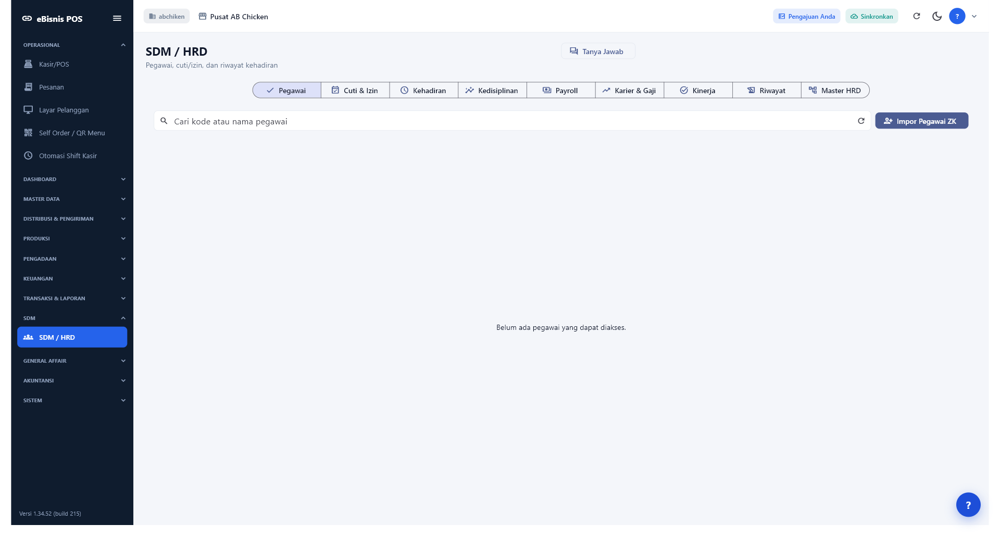 eBisnis POS
abchiken
Pusat AB Chicken
Pengajuan Anda
Sinkronkan
?
OPERASIONAL
Kasir/POS
Pesanan
Layar Pelanggan
Self Order / QR Menu
Otomasi Shift Kasir
DASHBOARD
MASTER DATA
DISTRIBUSI & PENGIRIMAN
PRODUKSI
PENGADAAN
KEUANGAN
TRANSAKSI & LAPORAN
SDM
SDM / HRD
GENERAL AFFAIR
AKUNTANSI
SISTEM
Versi 1.34.52 (build 215)
SDM / HRD
Pegawai, cuti/izin, dan riwayat kehadiran
Tanya Jawab
Pegawai
Cuti & Izin
Kehadiran
Kedisiplinan
Payroll
Karier & Gaji
Kinerja
Riwayat
Master HRD
Cari kode atau nama pegawai
Impor Pegawai ZK
Belum ada pegawai yang dapat diakses.
?